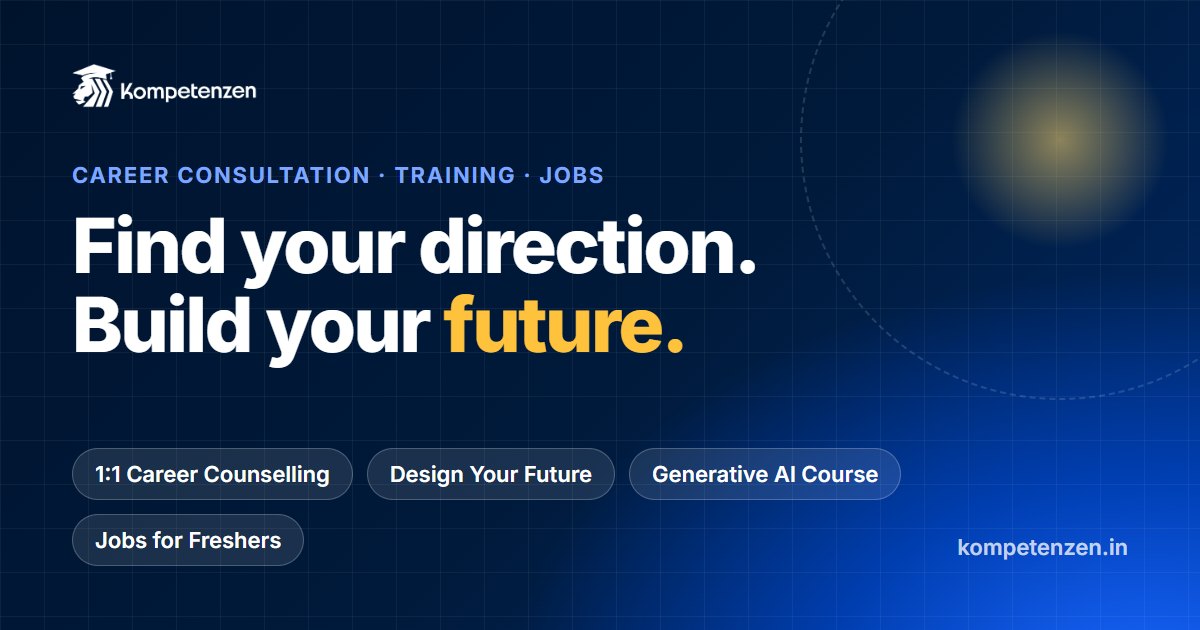 Kompetenzen
CAREER CONSULTATION · TRAINING · JOBS
Find your direction.
Build your future.
1:1 Career Counselling
Design Your Future
Generative AI Course
Jobs for Freshers
kompetenzen.in